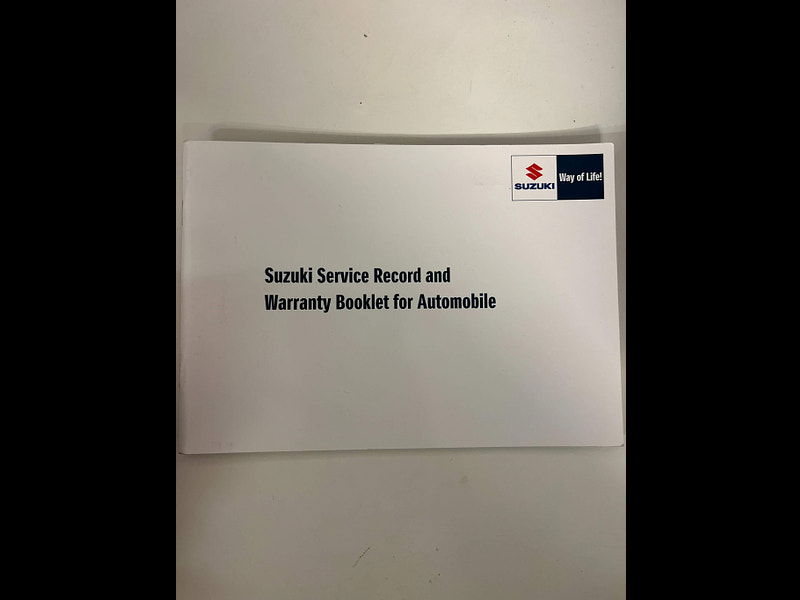 SUZUKI
Way of Life!
Suzuki Service Record and
Warranty Booklet for Automobile